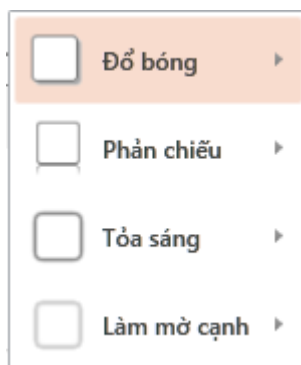 Đổ bóng
Phản chiếu
Tỏa sáng
Làm mờ cạnh